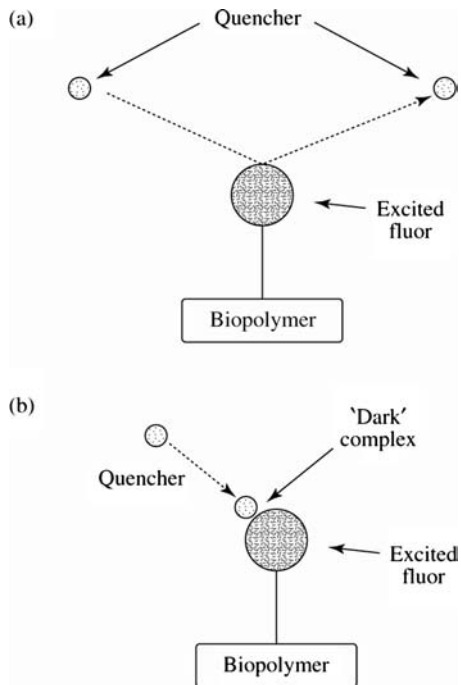 (a)
Quencher
Excited
fluor
Biopolymer
(b)
‛Dark’
complex
Quencher
Excited
fluor
Biopolymer